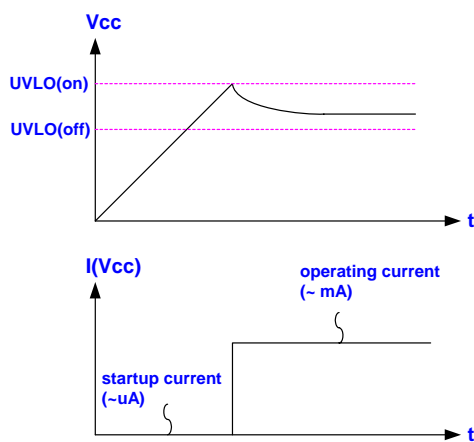 Vcc
UVLO(on)
UVLO(off)
t
I(Vcc)
operating current
(~ mA)
startup current
(~uA)
t